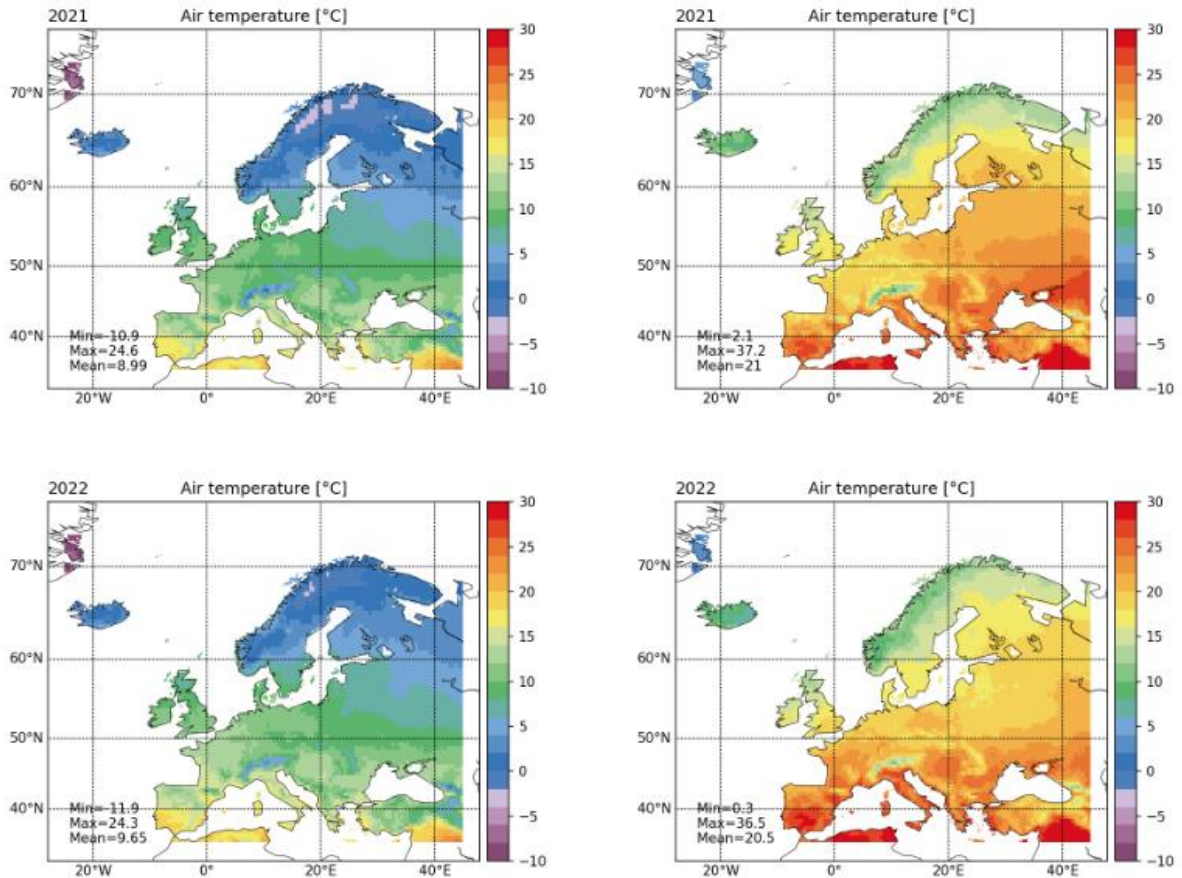 2021 Air temperature [°C]
30
25
20
15
10
5
0
−5
−10
70°N
60°N
50°N
40°N
Min=-10.9
Max=24.6
Mean=8.99
20°W 0° 20°E 40°E
2021 Air temperature [°C]
30
25
20
15
10
5
0
−5
−10
70°N
60°N
50°N
40°N
Min=2.1
Max=37.2
Mean=21
20°W 0° 20°E 40°E
2022 Air temperature [°C]
30
25
20
15
10
5
0
−5
−10
70°N
60°N
50°N
40°N
Min=-11.9
Max=24.3
Mean=9.65
20°W 0° 20°E 40°E
2022 Air temperature [°C]
30
25
20
15
10
5
0
−5
−10
70°N
60°N
50°N
40°N
Min=0.3
Max=36.5
Mean=20.5
20°W 0° 20°E 40°E